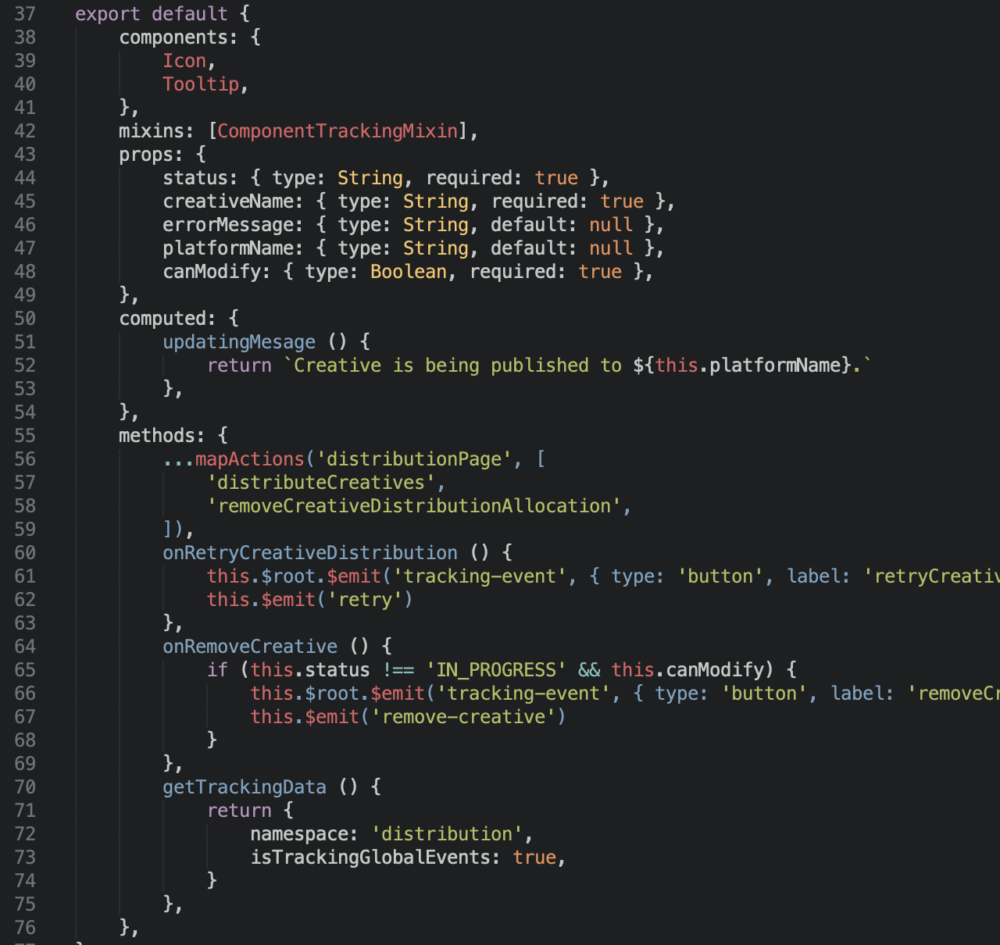 37 export default {
38 components: {
39 Icon,
40 Tooltip,
41 },
42 mixins: [ComponentTrackingMixin],
43 props: {
44 status: { type: String, required: true },
45 creativeName: { type: String, required: true },
46 errorMessage: { type: String, default: null },
47 platformName: { type: String, default: null },
48 canModify: { type: Boolean, required: true },
49 },
50 computed: {
51 updatingMesage () {
52 return `Creative is being published to ${this.platformName}.`
53 },
54 },
55 methods: {
56 ...mapActions('distributionPage', [
57 'distributeCreatives',
58 'removeCreativeDistributionAllocation',
59 ]),
60 onRetryCreativeDistribution () {
61 this.$root.$emit('tracking-event', { type: 'button', label: 'retryCreativ
62 this.$emit('retry')
63 },
64 onRemoveCreative () {
65 if (this.status !== 'IN_PROGRESS' && this.canModify) {
66 this.$root.$emit('tracking-event', { type: 'button', label: 'removeCr
67 this.$emit('remove-creative')
68 }
69 },
70 getTrackingData () {
71 return {
72 namespace: 'distribution',
73 isTrackingGlobalEvents: true,
74 }
75 },
76 },